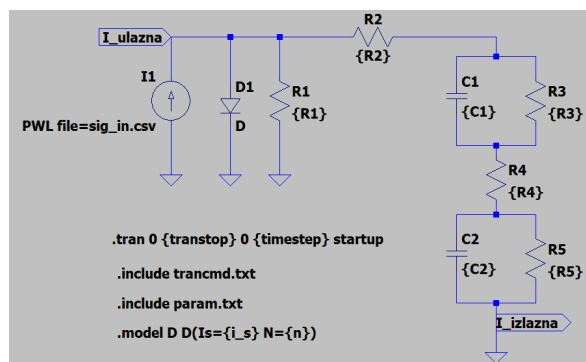 I_ulazna
R2
{R2}
I1
PWL file=sig_in.csv
D1
D
R1
{R1}
C1
{C1}
R3
{R3}
R4
{R4}
C2
{C2}
R5
{R5}
I_izlazna
.tran 0 {transtop} 0 {timestep} startup
.include trancmd.txt
.include param.txt
.model D D(Is={i_s} N={n})